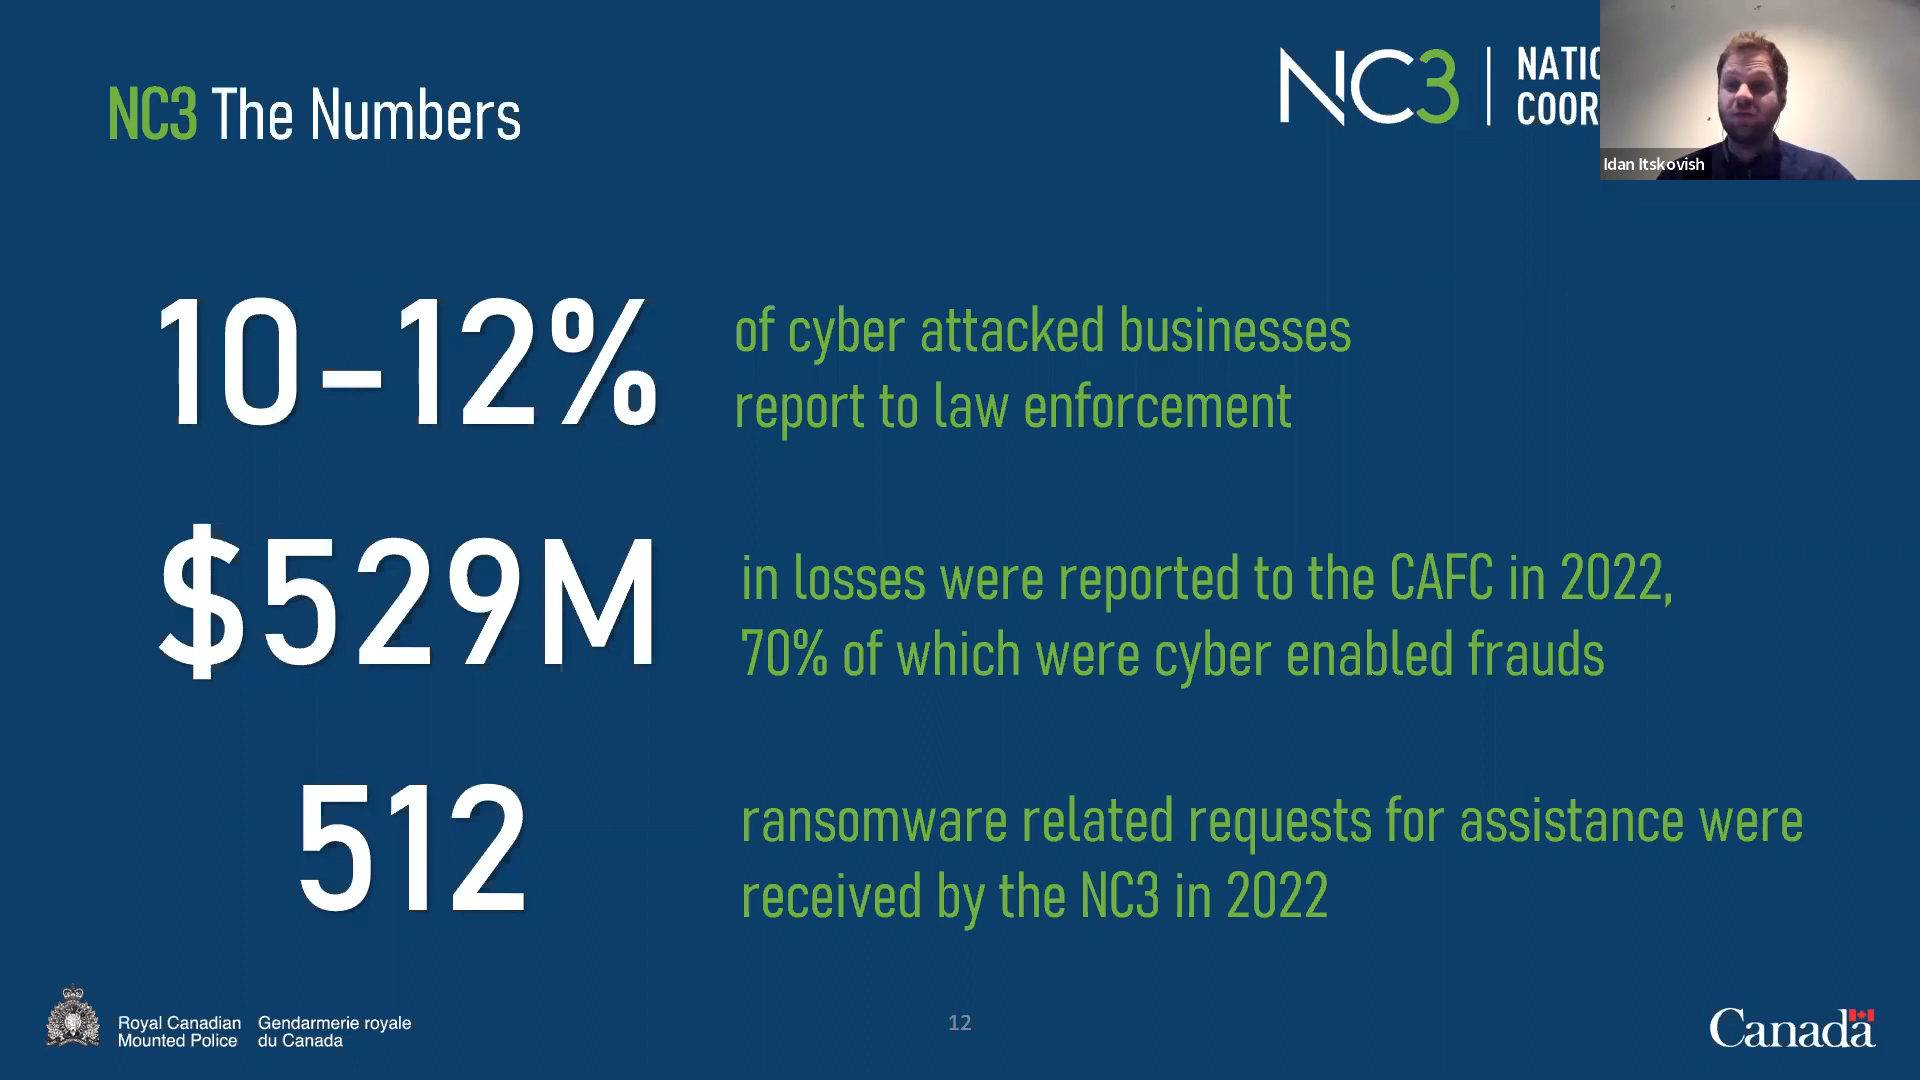 NC3 The Numbers
NC3
Idan Itskovish
10-12%
of cyber attacked businesses
report to law enforcement
$529M
in losses were reported to the CAFC in 2022,
70% of which were cyber enabled frauds
512
ransomware related requests for assistance were
received by the NC3 in 2022
Royal Canadian
Mounted Police
Gendarmerie royale
du Canada
12
Canada